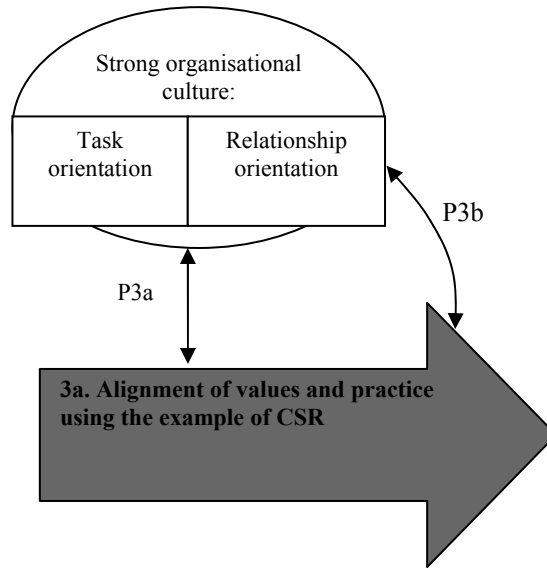 Strong organisational
culture:
Task
orientation
Relationship
orientation
P3b
P3a
3a. Alignment of values and practice
using the example of CSR